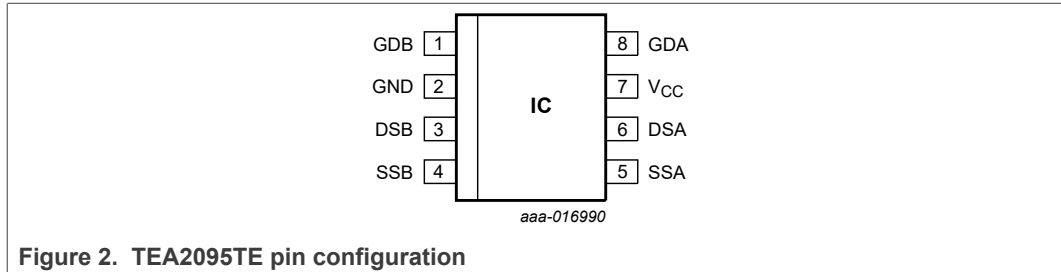 GDB 1 8 GDA
GND 2 7 VCC
IC
DSB 3 6 DSA
SSB 4 5 SSA
aaa-016990
Figure 2. TEA2095TE pin configuration